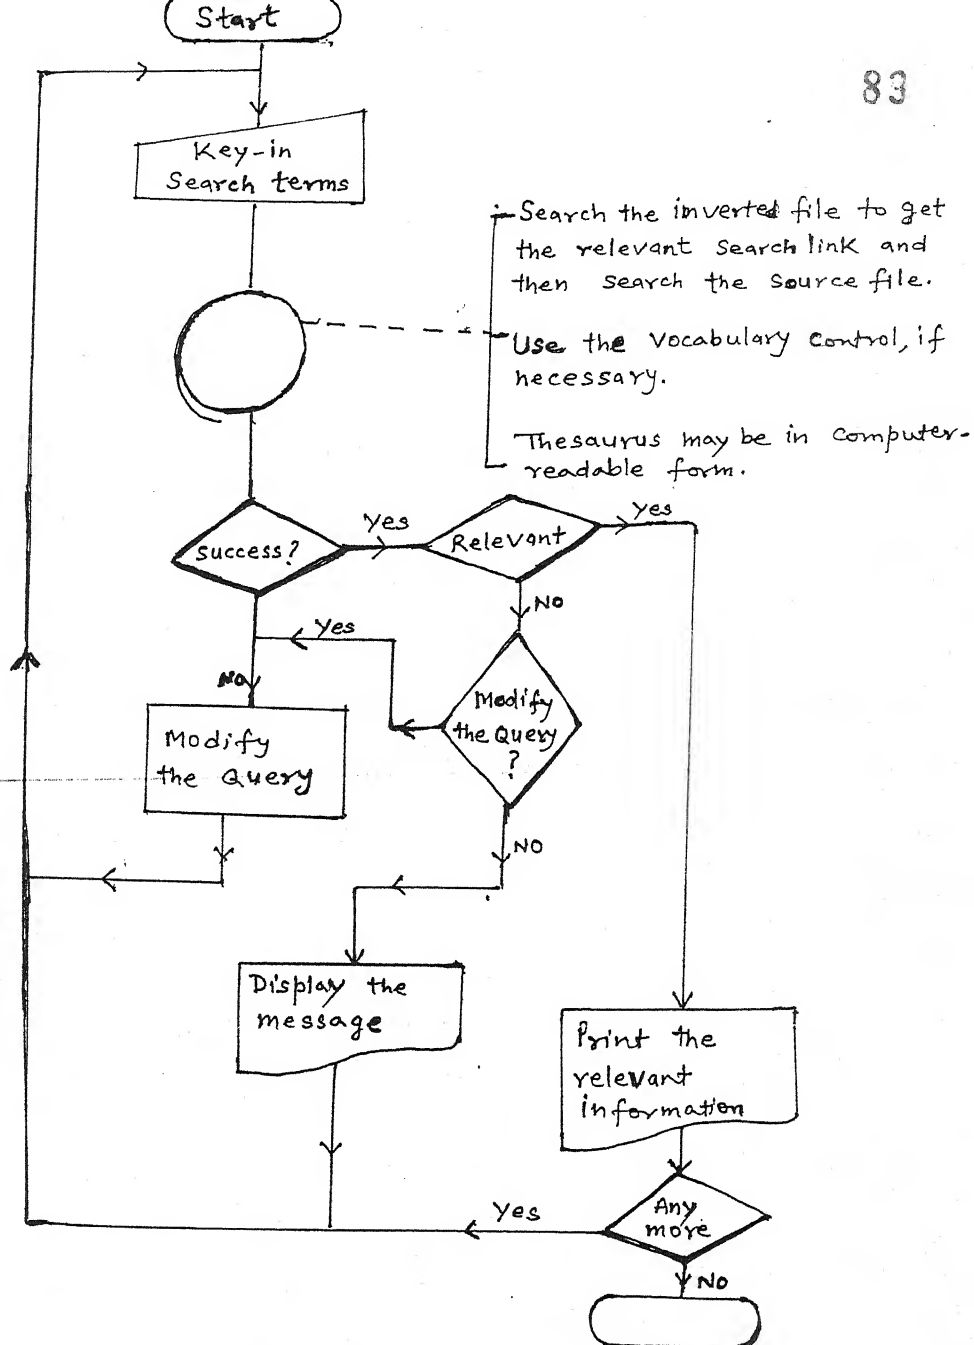 Start
83
Key-in
Search terms
Search the inverted file to get
the relevant search link and
then search the source file.
Use the vocabulary control, if
necessary.
Thesaurus may be in computer-
readable form.
Success?
Yes
Relevant
Yes
NO
Yes
NO
Modify
the Query
?
Modify
the Query
NO
Display the
message
Print the
relevant
information
Any
more
Yes
NO